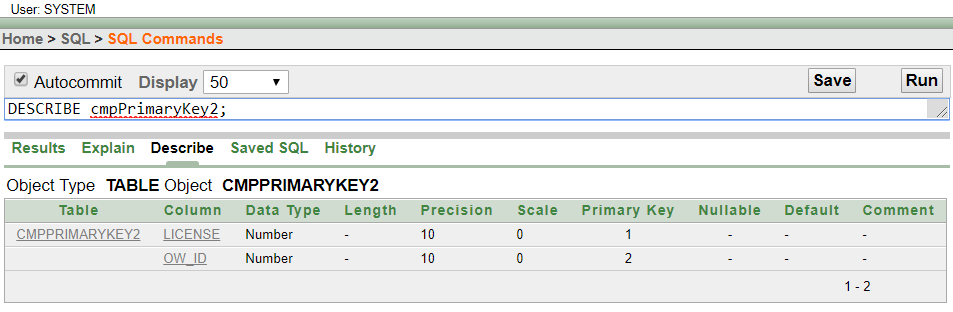 User: SYSTEM
Home > SQL > SQL Commands
Autocommit Display 50 Save Run
DESCRIBE cmpPrimaryKey2;
Results Explain Describe Saved SQL History
Object Type TABLE Object CMPPRIMARYKEY2
Table Column Data Type Length Precision Scale Primary Key Nullable Default Comment
CMPPRIMARYKEY2 LICENSE Number - 10 0 1 - - -
OW_ID Number - 10 0 2 - - -
1 - 2